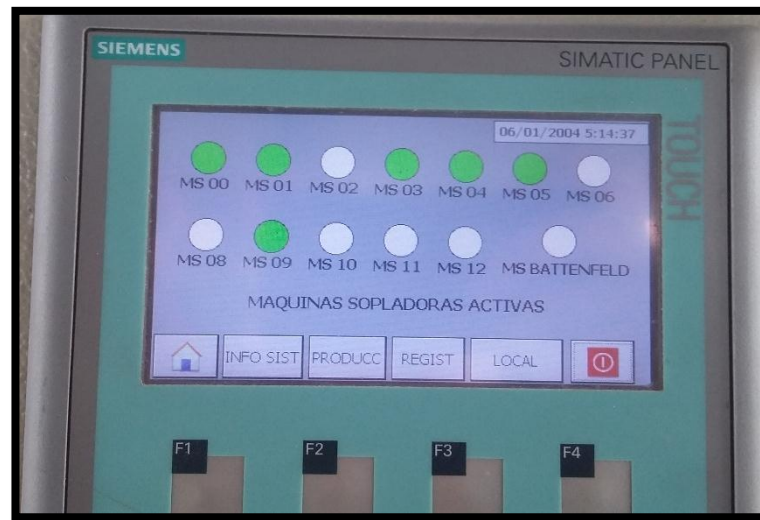 SIEMENS
SIMATIC PANEL
TOUCH
06/01/2004 5:14:37
MS 00 MS 01 MS 02 MS 03 MS 04 MS 05 MS 06
MS 08 MS 09 MS 10 MS 11 MS 12 MS BATTENFELD
MAQUINAS SOPLADORAS ACTIVAS
INFO SIST PRODUCC REGIST LOCAL
F1 F2 F3 F4